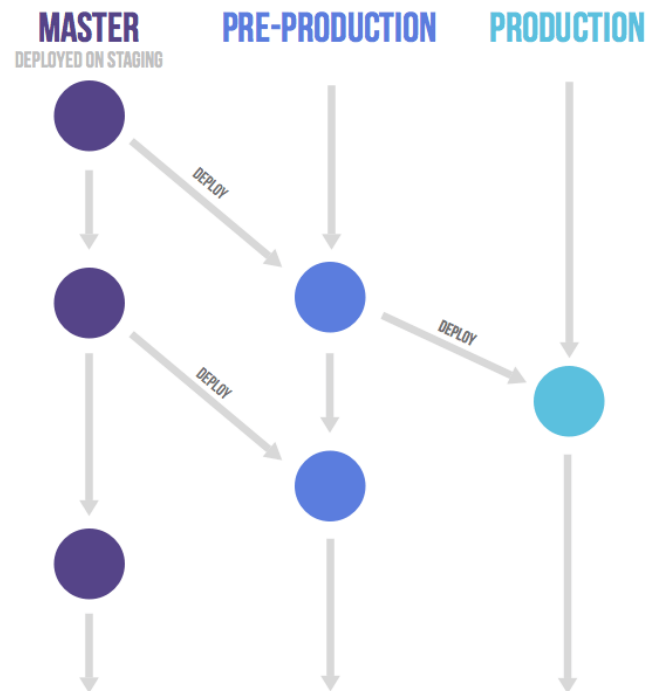 MASTER
DEPLOYED ON STAGING
PRE-PRODUCTION
PRODUCTION
DEPLOY
DEPLOY
DEPLOY